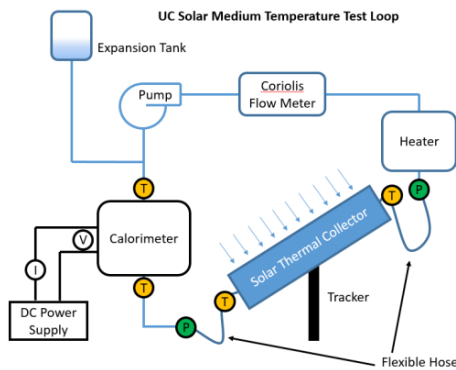 UC Solar Medium Temperature Test Loop
Expansion Tank
Pump
Coriolis
Flow Meter
Heater
T
T
P
Calorimeter
Solar Thermal Collector
V
I
T
T
DC Power
Supply
P
Tracker
Flexible Hose